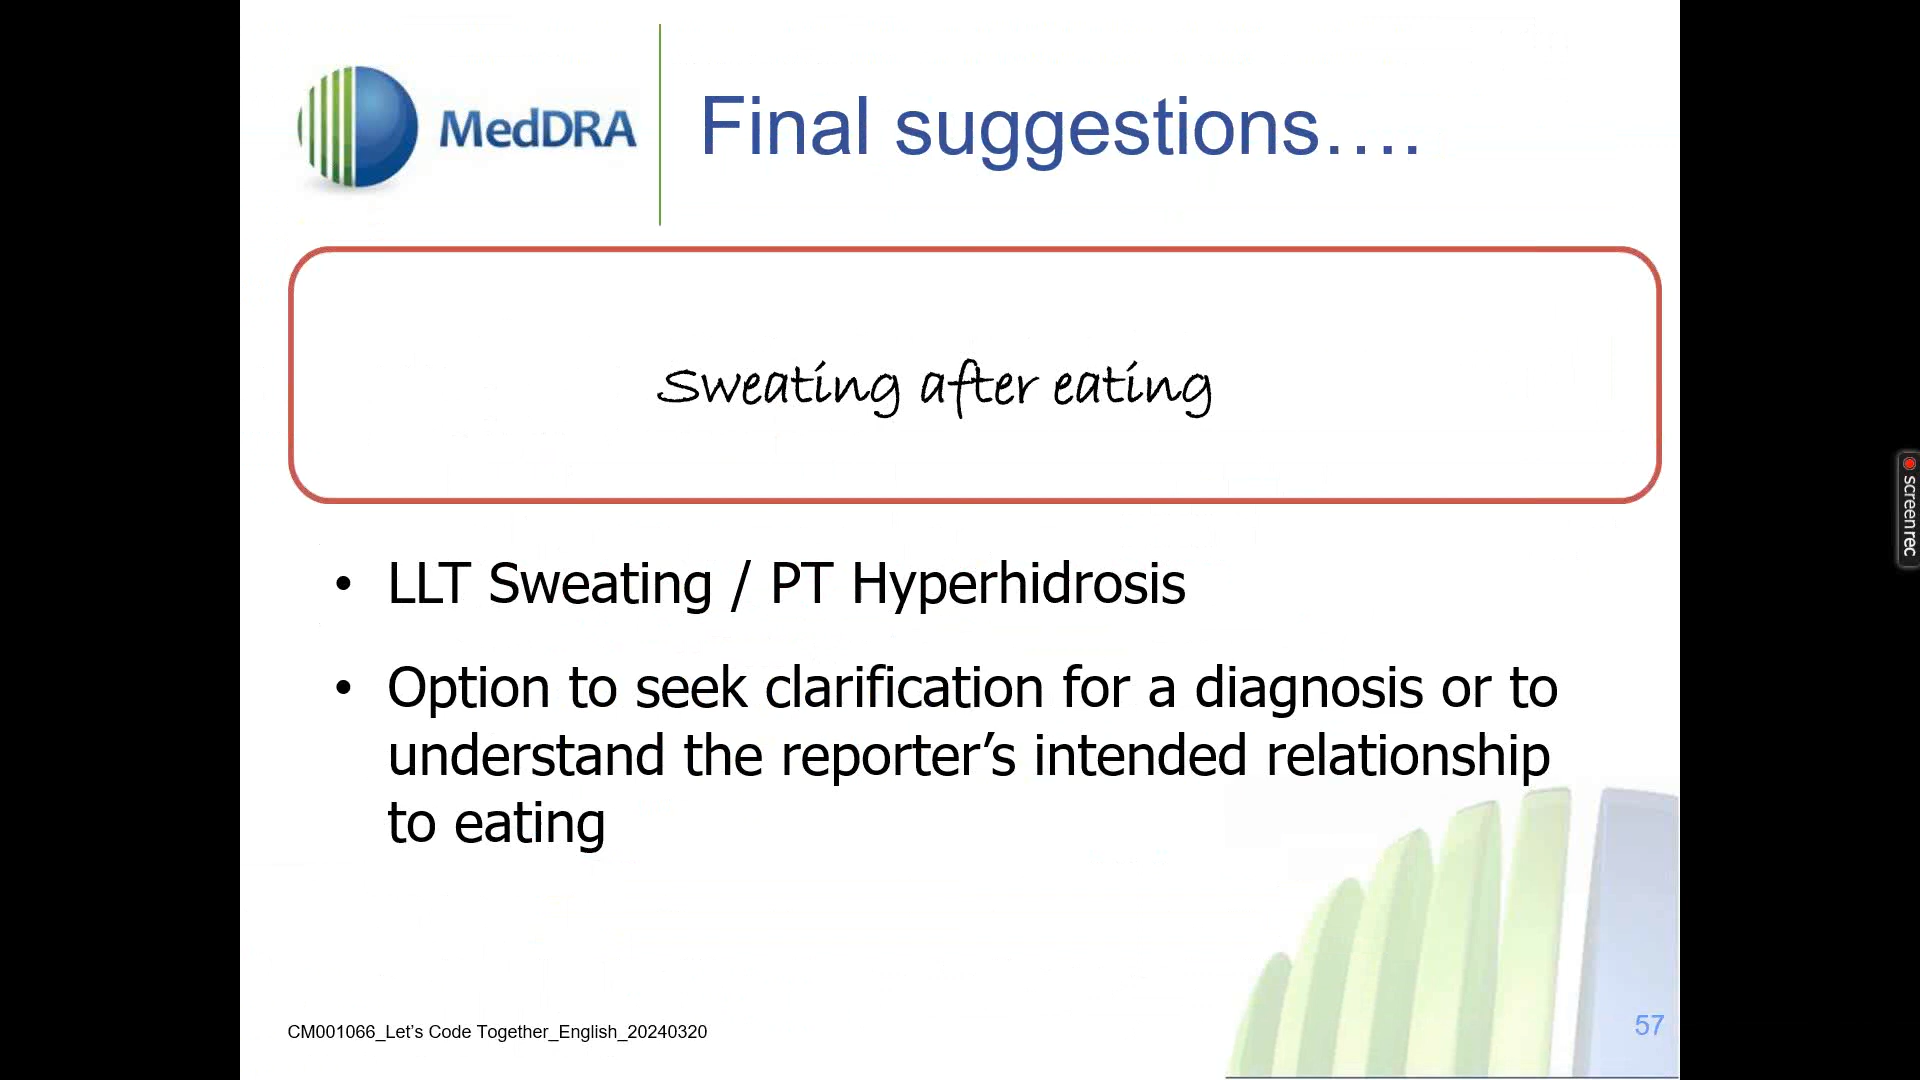 MedDRA
Final suggestions….
Sweating after eating
• LLT Sweating / PT Hyperhidrosis
• Option to seek clarification for a diagnosis or to
understand the reporter’s intended relationship
to eating
CM001066_Let’s Code Together_English_20240320
57
screenrec